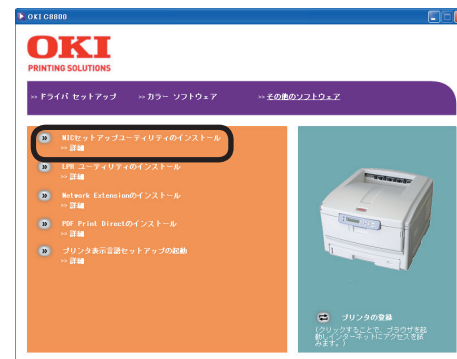 OKI C8800
OKI
PRINTING SOLUTIONS
>> ドライバ セットアップ >> カラー ソフトウェア >> その他のソフトウェア
NICセットアップユーティリティのインストール
>> 詳細
LPR ユーティリティのインストール
>> 詳細
Network Extensionのインストール
>> 詳細
PDF Print Directのインストール
>> 詳細
プリンタ表示言語セットアップの起動
>> 詳細
プリンタの登録
(クリックすることで、ブラウザを起
動しインターネットにアクセスを試
みます。)